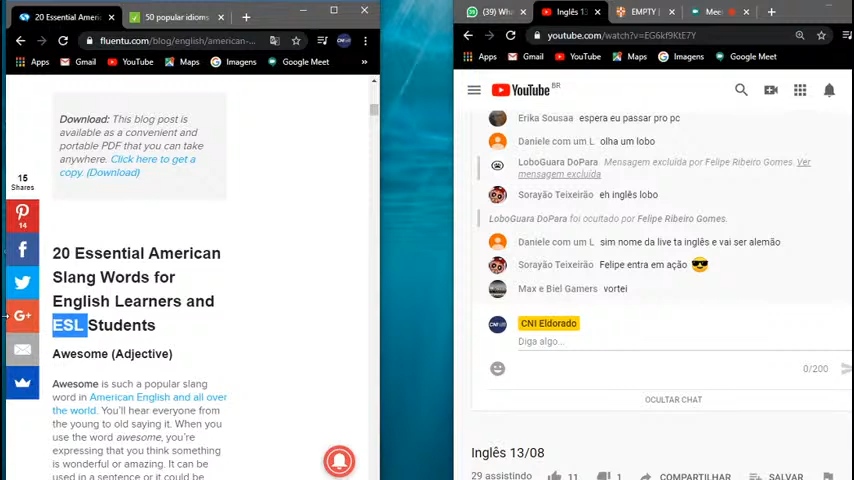 20 Essential Ameri
50 popular idioms
fluentu.com/blog/english/american-...
Apps
Gmail
YouTube
Maps
Imagens
Google Meet
Download: This blog post is
available as a convenient and
portable PDF that you can take
anywhere. Click here to get a
copy. (Download)
15
Shares
14
20 Essential American
Slang Words for
English Learners and
ESL Students
Awesome (Adjective)
Awesome is such a popular slang
word in American English and all over
the world. You'll hear everyone from
the young to old saying it. When you
use the word awesome, you're
expressing that you think something
is wonderful or amazing. It can be
used in a sentence or it could be
(39) Wha
Inglês 13
EMPTY
Mee
youtube.com/watch?v=EG6kf9KtE7Y
Apps
Gmail
YouTube
Maps
Imagens
Google Meet
YouTube BR
Erika Sousaa espera eu passar pro pc
Daniele com um L olha um lobo
LoboGuara DoPara Mensagem excluída por Felipe Ribeiro Gomes. Ver
mensagem excluída
Sorayão Teixeirão eh inglês lobo
LoboGuara DoPara foi ocultado por Felipe Ribeiro Gomes.
Daniele com um L sim nome da live ta inglês e vai ser alemão
Sorayão Teixeirão Felipe entra em ação 😎
Max e Biel Gamers vortei
CNI Eldorado
Diga algo...
0/200
OCULTAR CHAT
Inglês 13/08
29 assistindo
11
1
COMPARTILHAR
SALVAR